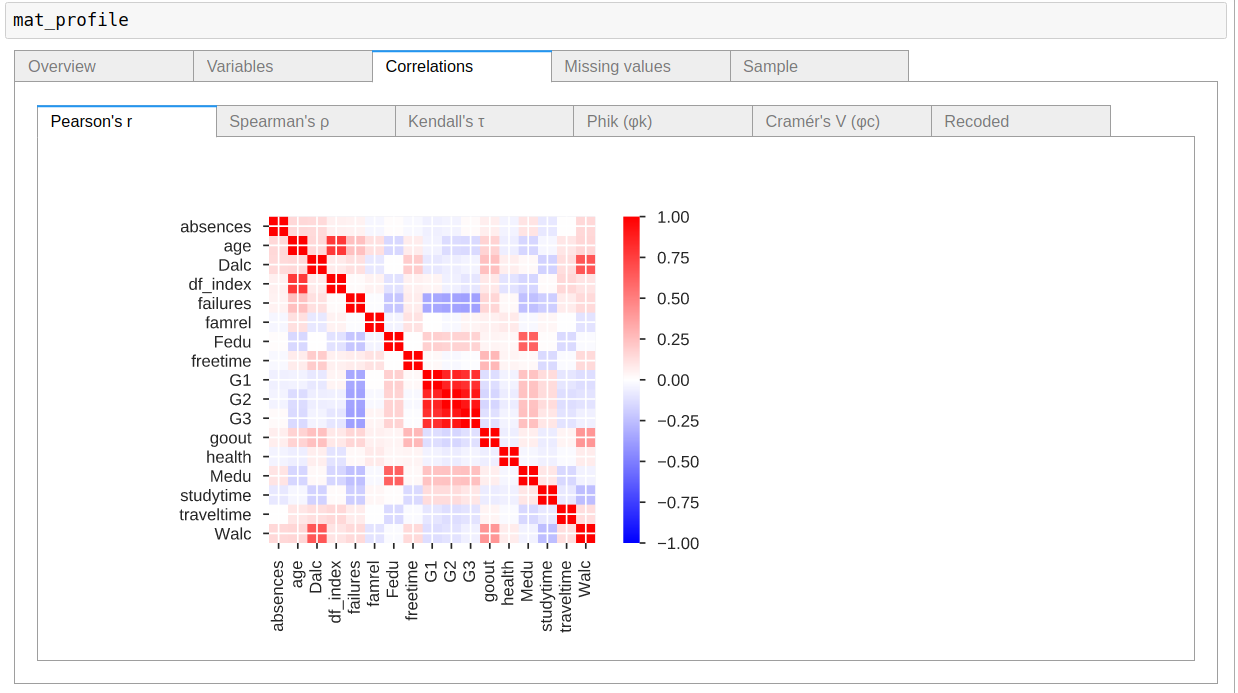 mat_profile
Overview Variables Correlations Missing values Sample
Pearson's r Spearman's ρ Kendall's τ Phik (φk) Cramér's V (φc) Recoded
absences
age
Dalc
df_index
failures
famrel
Fedu
freetime
G1
G2
G3
goout
health
Medu
studytime
traveltime
Walc
absences age Dalc df_index failures famrel Fedu freetime G1 G2 G3 goout health Medu studytime traveltime Walc
1.00
0.75
0.50
0.25
0.00
−0.25
−0.50
−0.75
−1.00